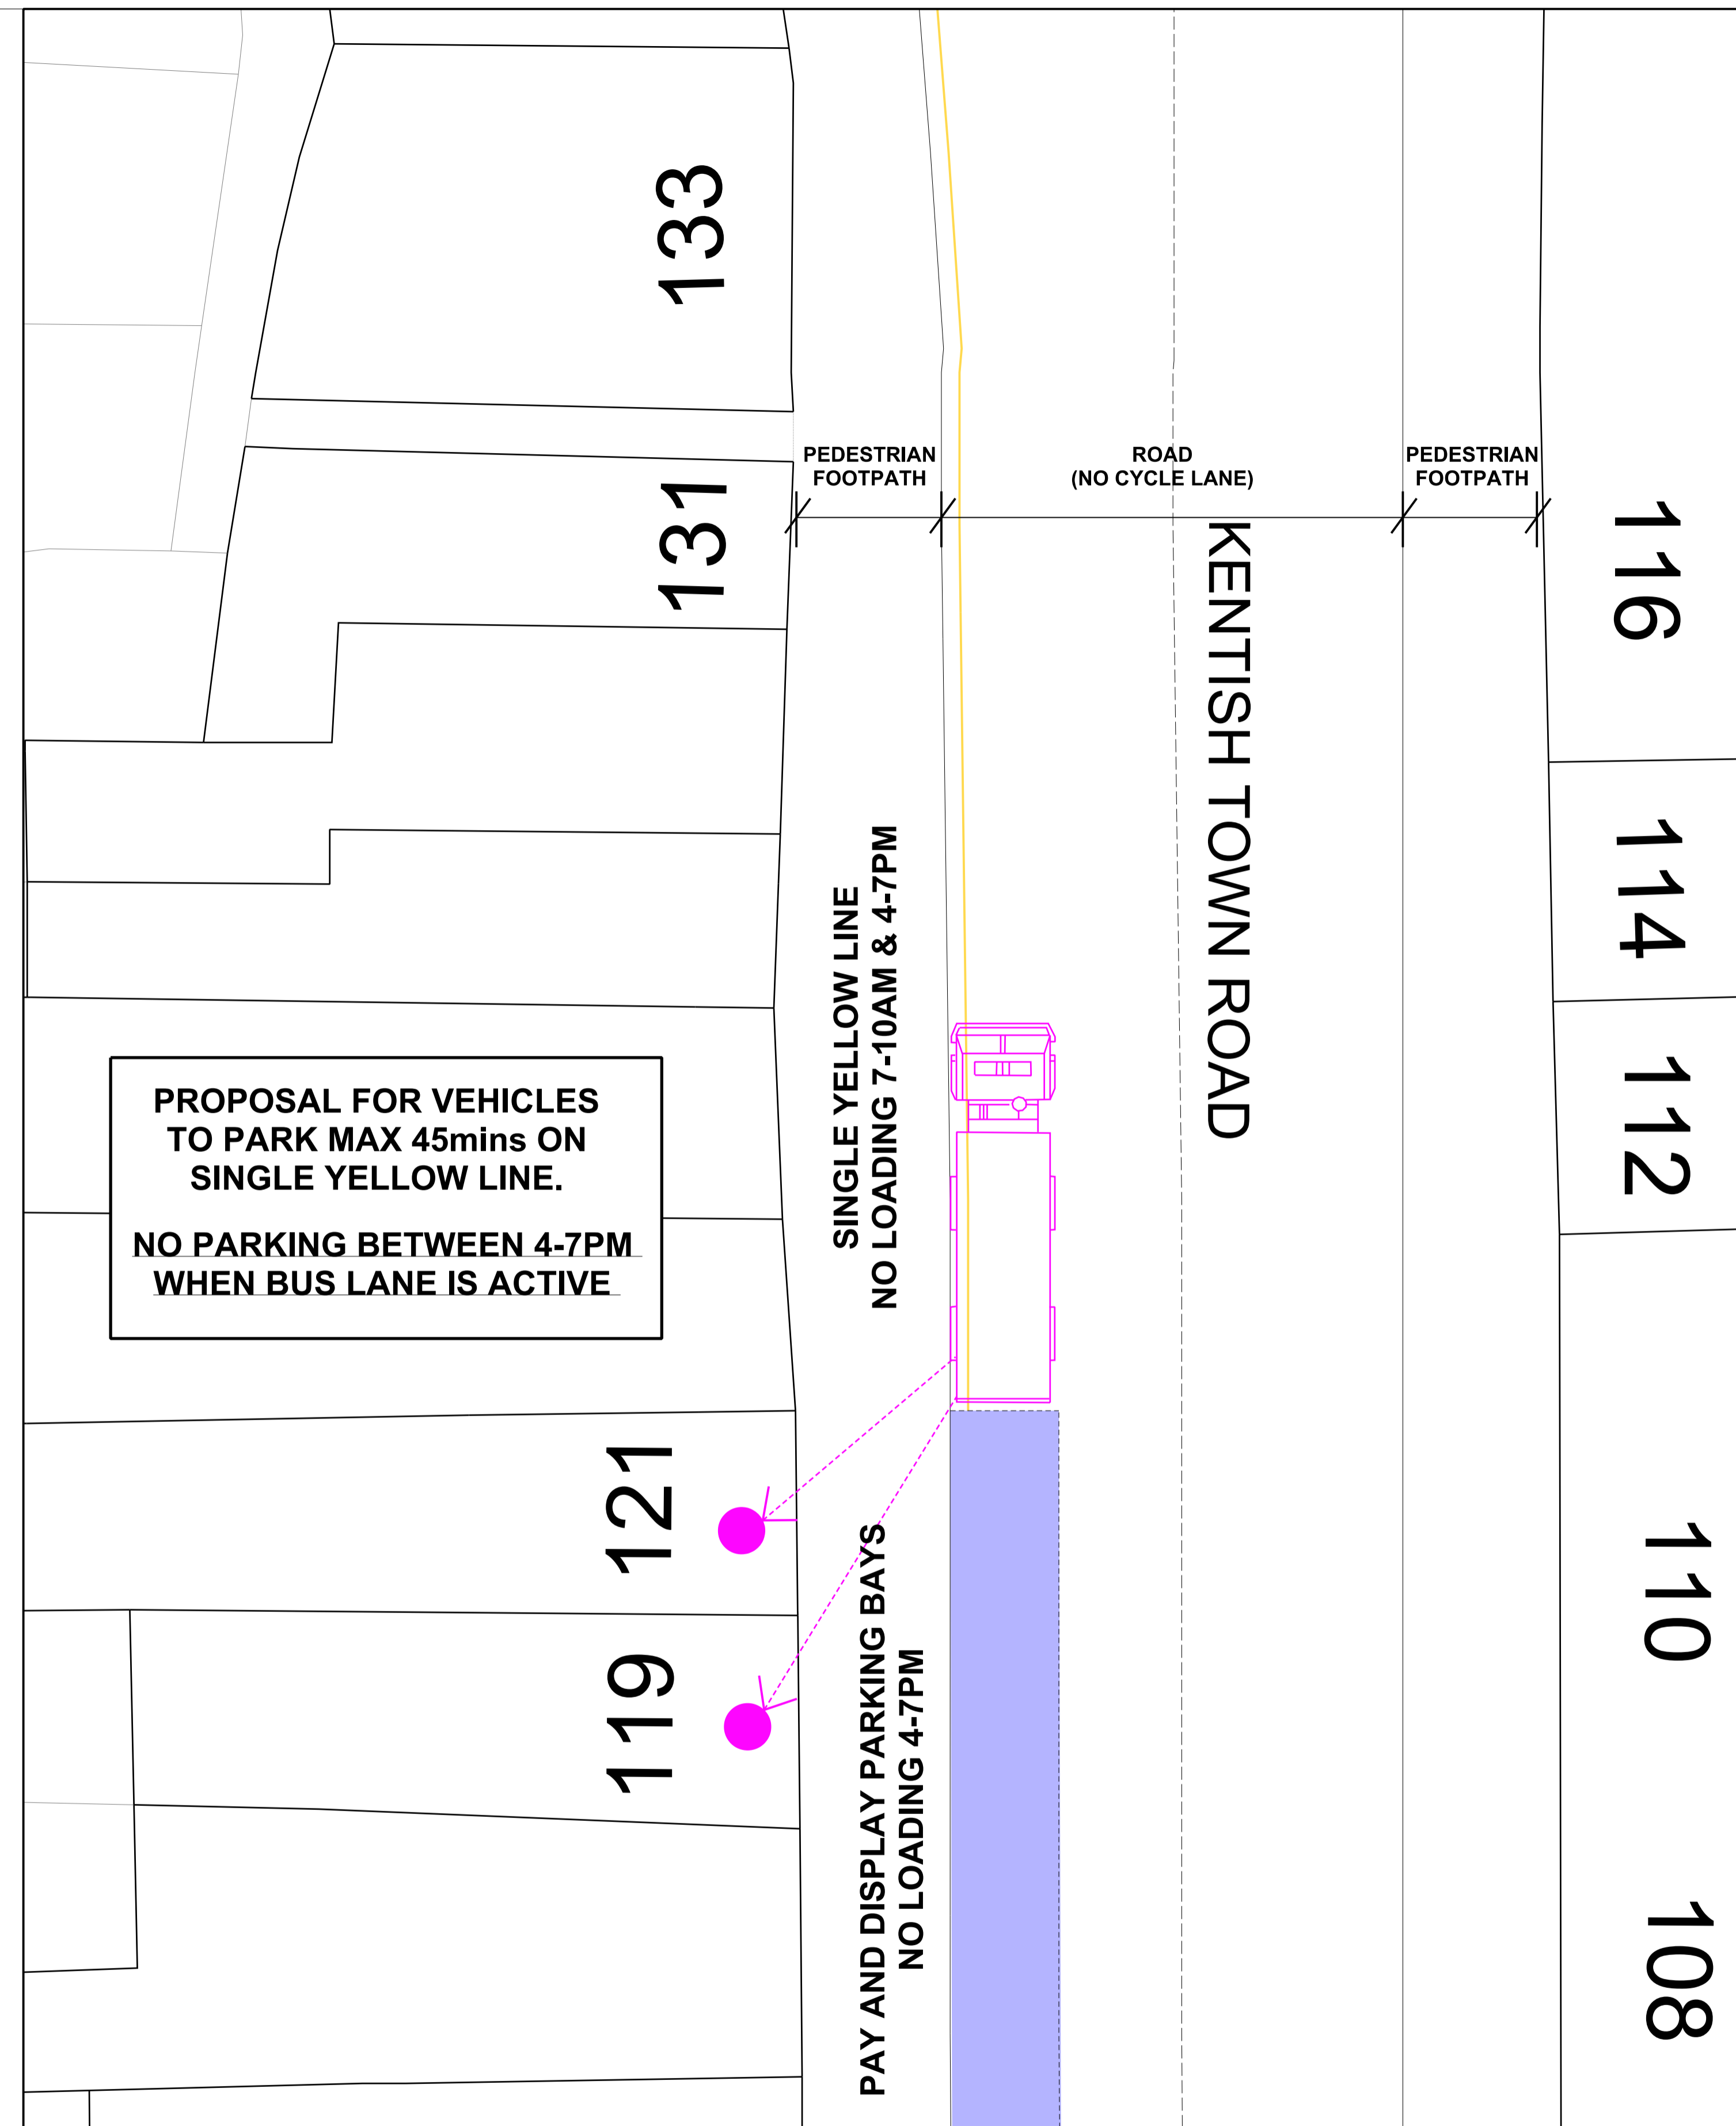 133
131
PEDESTRIAN
FOOTPATH
ROAD
(NO CYCLE LANE)
PEDESTRIAN
FOOTPATH
KENTISH TOWN ROAD
116
114
112
110
108
SINGLE YELLOW LINE
NO LOADING 7-10AM & 4-7PM
PROPOSAL FOR VEHICLES
TO PARK MAX 45mins ON
SINGLE YELLOW LINE.
NO PARKING BETWEEN 4-7PM
WHEN BUS LANE IS ACTIVE
121
119
PAY AND DISPLAY PARKING BAYS
NO LOADING 4-7PM